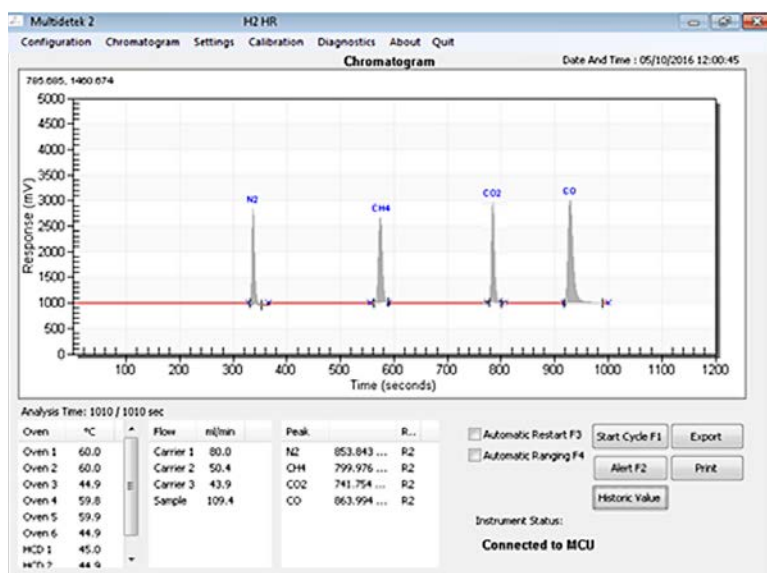 Multidetek 2 H2 HR
Configuration Chromatogram Settings Calibration Diagnostics About Quit
Chromatogram Date And Time : 05/10/2016 12:00:45
785.685, 1460.674
5000
4500
4000
3500
3000
2500
2000
1500
1000
500
0
Response (mV)
N2 CH4 CO2 CO
100 200 300 400 500 600 700 800 900 1000 1100 1200
Time (seconds)
Analysis Time: 1010 / 1010 sec
Oven °C
Oven 1 60.0
Oven 2 60.0
Oven 3 44.9
Oven 4 59.8
Oven 5 59.9
Oven 6 44.9
HCD 1 45.0
HCD 2 44.9
Flow ml/min
Carrier 1 80.0
Carrier 2 50.4
Carrier 3 43.9
Sample 109.4
Peak R...
N2 853.843 ... R2
CH4 799.976 ... R2
CO2 741.754 ... R2
CO 863.994 ... R2
Automatic Restart F3
Automatic Ranging F4
Start Cycle F1 Export
Alert F2 Print
Historic Value
Instrument Status:
Connected to MCU